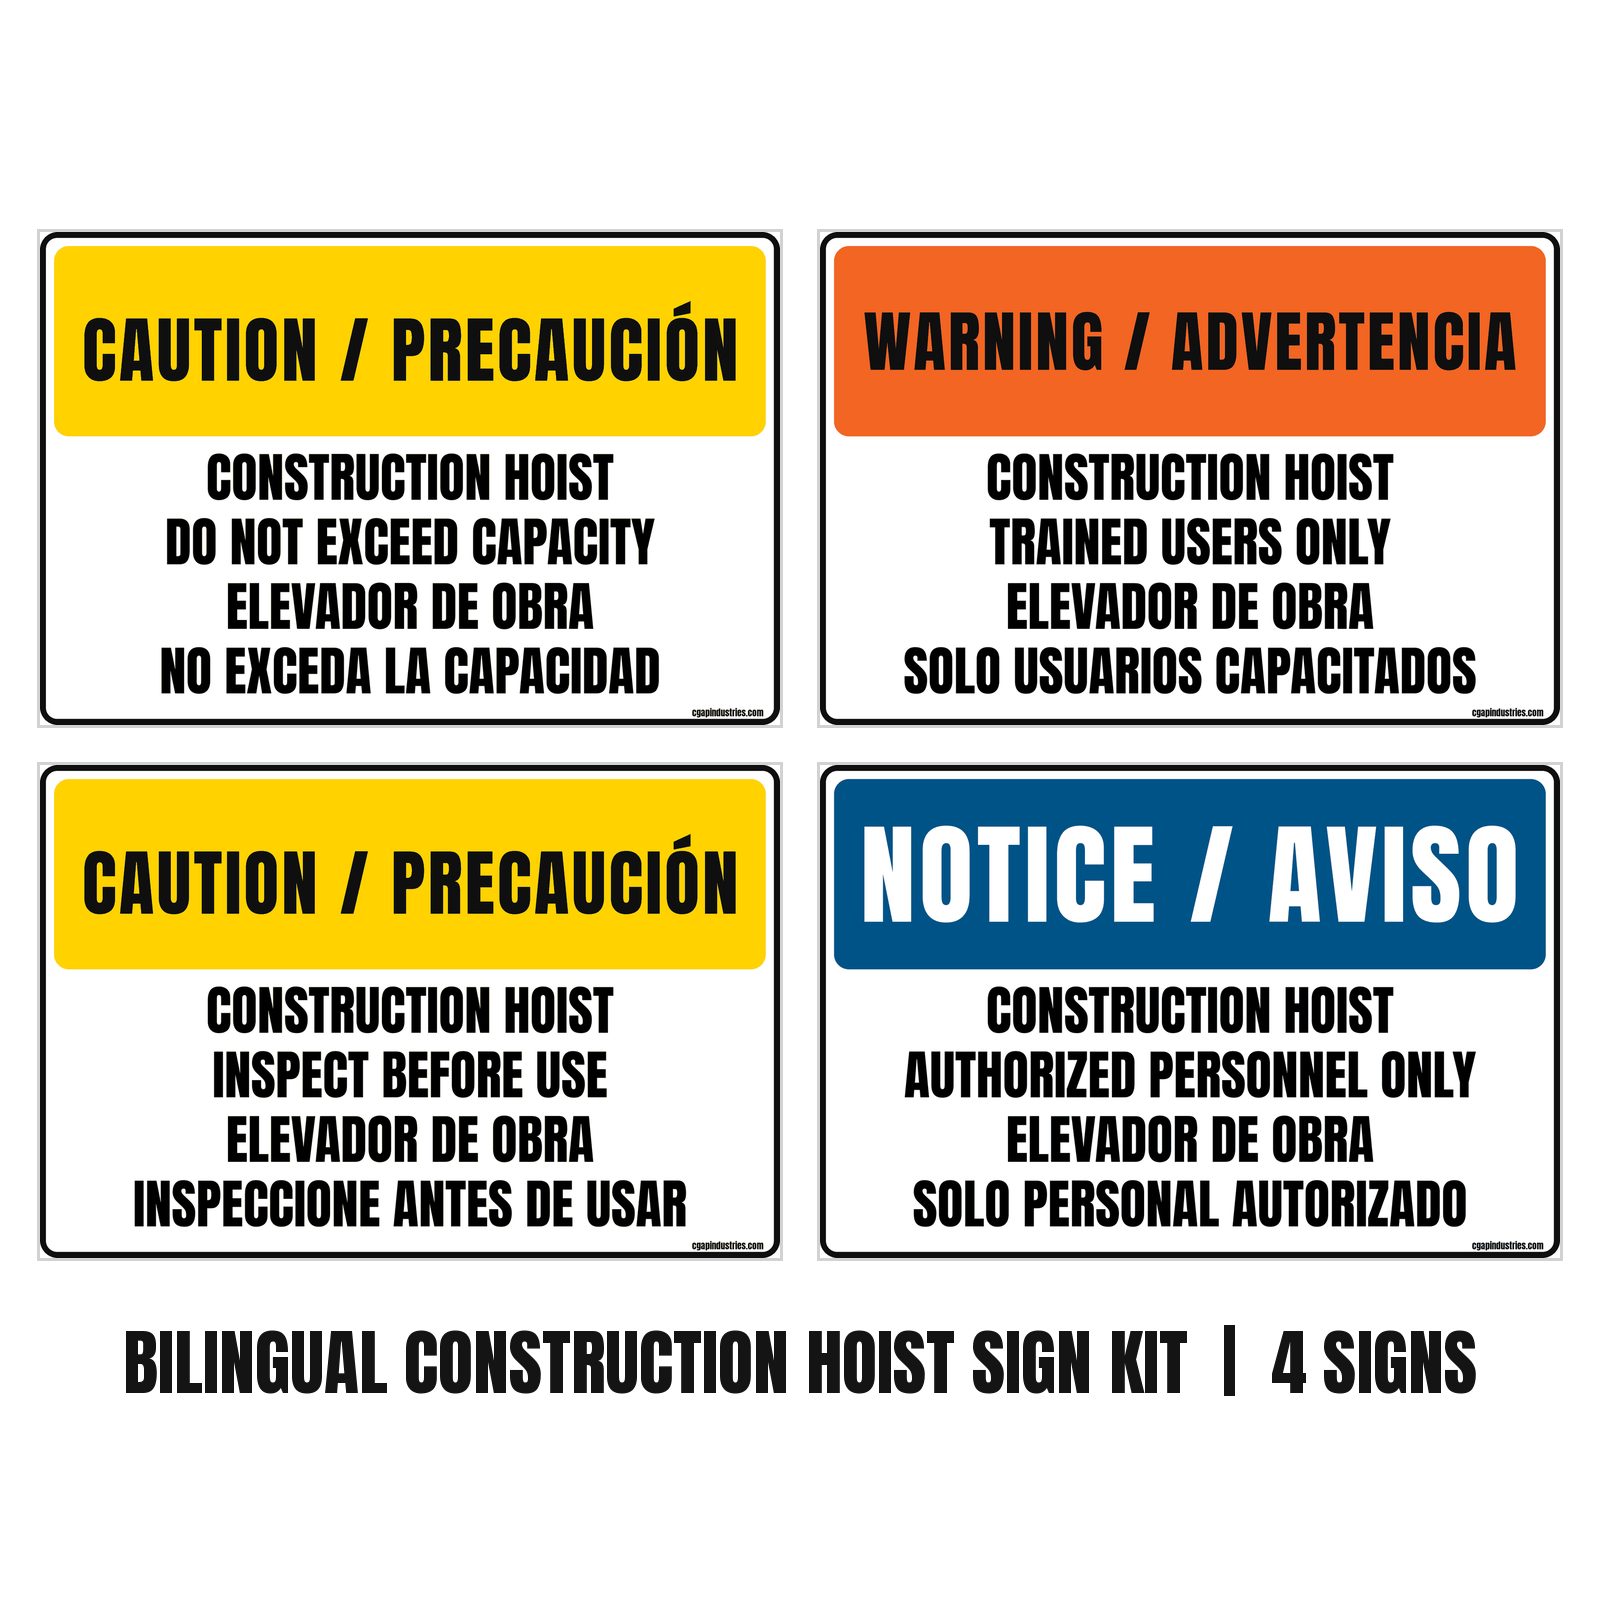 CAUTION / PRECAUCIÓN
CONSTRUCTION HOIST
DO NOT EXCEED CAPACITY
ELEVADOR DE OBRA
NO EXCEDA LA CAPACIDAD
cgapindustries.com
WARNING / ADVERTENCIA
CONSTRUCTION HOIST
TRAINED USERS ONLY
ELEVADOR DE OBRA
SOLO USUARIOS CAPACITADOS
cgapindustries.com
CAUTION / PRECAUCIÓN
CONSTRUCTION HOIST
INSPECT BEFORE USE
ELEVADOR DE OBRA
INSPECCIONE ANTES DE USAR
cgapindustries.com
NOTICE / AVISO
CONSTRUCTION HOIST
AUTHORIZED PERSONNEL ONLY
ELEVADOR DE OBRA
SOLO PERSONAL AUTORIZADO
cgapindustries.com
BILINGUAL CONSTRUCTION HOIST SIGN KIT | 4 SIGNS